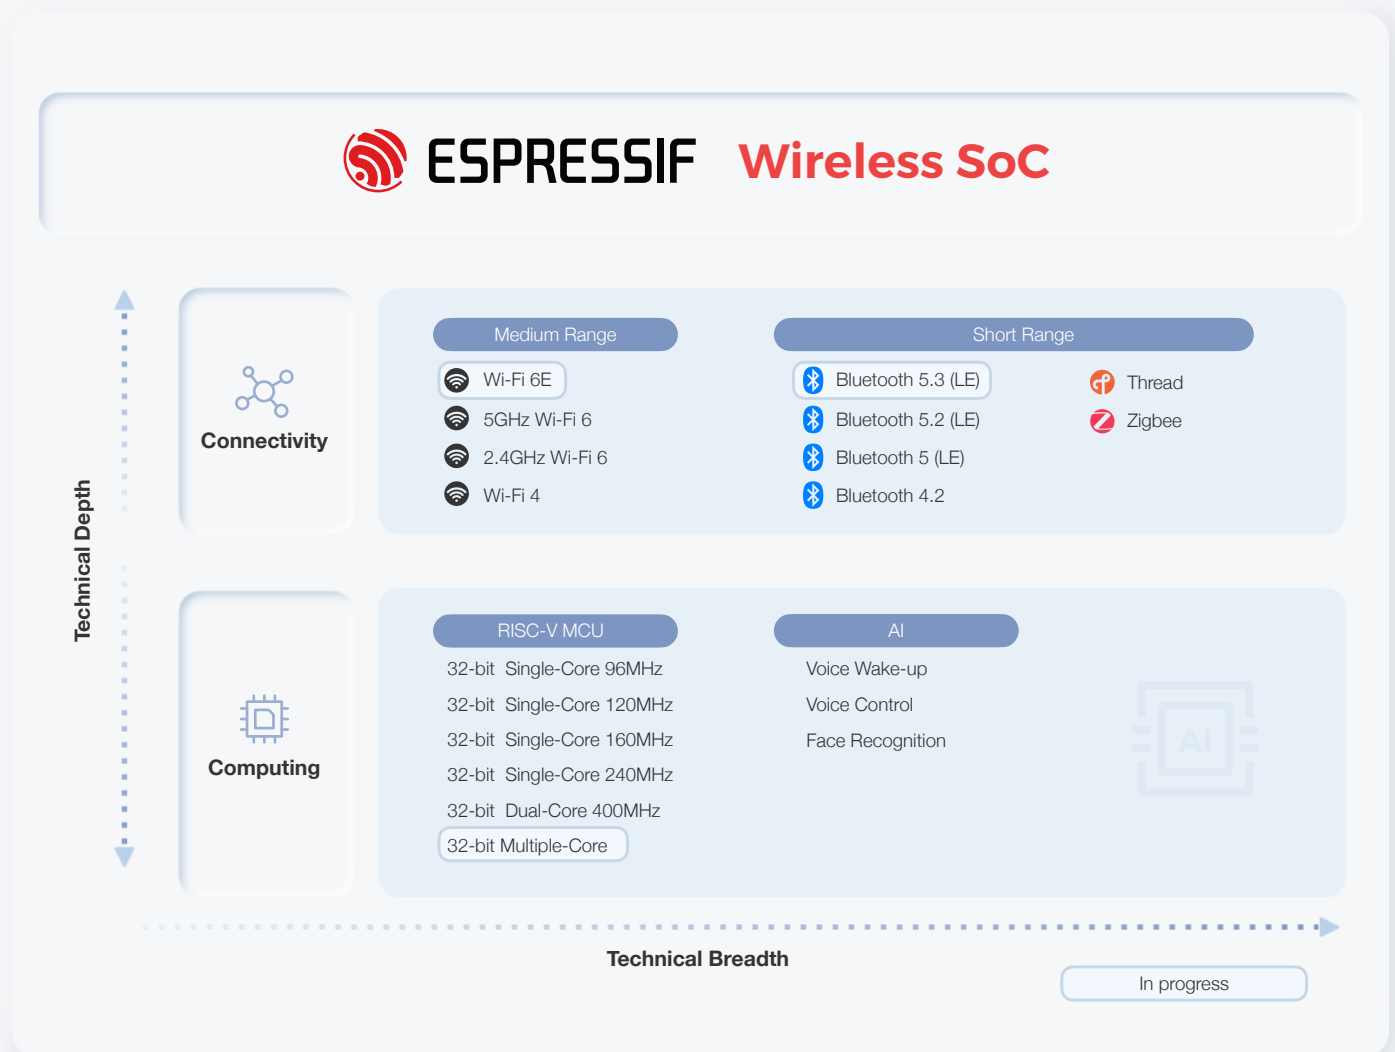 ESPRESSIF Wireless SoC
Technical Depth
Connectivity
Medium Range
Wi-Fi 6E
5GHz Wi-Fi 6
2.4GHz Wi-Fi 6
Wi-Fi 4
Short Range
Bluetooth 5.3 (LE)
Bluetooth 5.2 (LE)
Bluetooth 5 (LE)
Bluetooth 4.2
Thread
Zigbee
Computing
RISC-V MCU
32-bit Single-Core 96MHz
32-bit Single-Core 120MHz
32-bit Single-Core 160MHz
32-bit Single-Core 240MHz
32-bit Dual-Core 400MHz
32-bit Multiple-Core
AI
Voice Wake-up
Voice Control
Face Recognition
AI
Technical Breadth
In progress